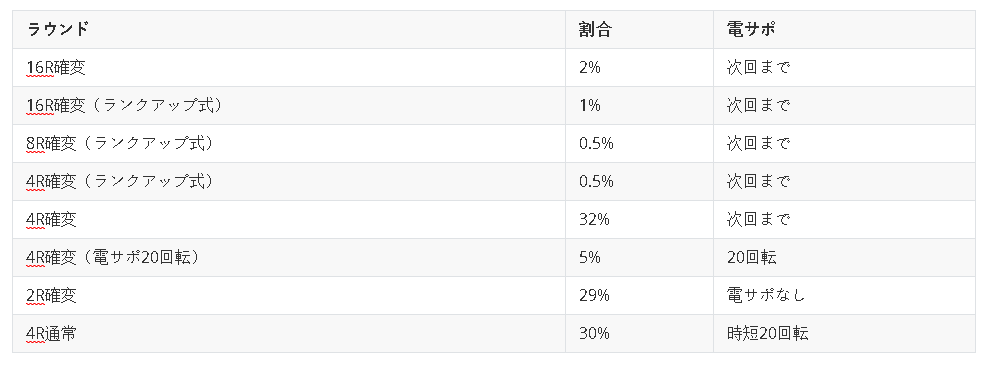 ラウンド 割合 電サポ
16R確変 2% 次回まで
16R確変（ランクアップ式） 1% 次回まで
8R確変（ランクアップ式） 0.5% 次回まで
4R確変（ランクアップ式） 0.5% 次回まで
4R確変 32% 次回まで
4R確変（電サポ20回転） 5% 20回転
2R確変 29% 電サポなし
4R通常 30% 時短20回転